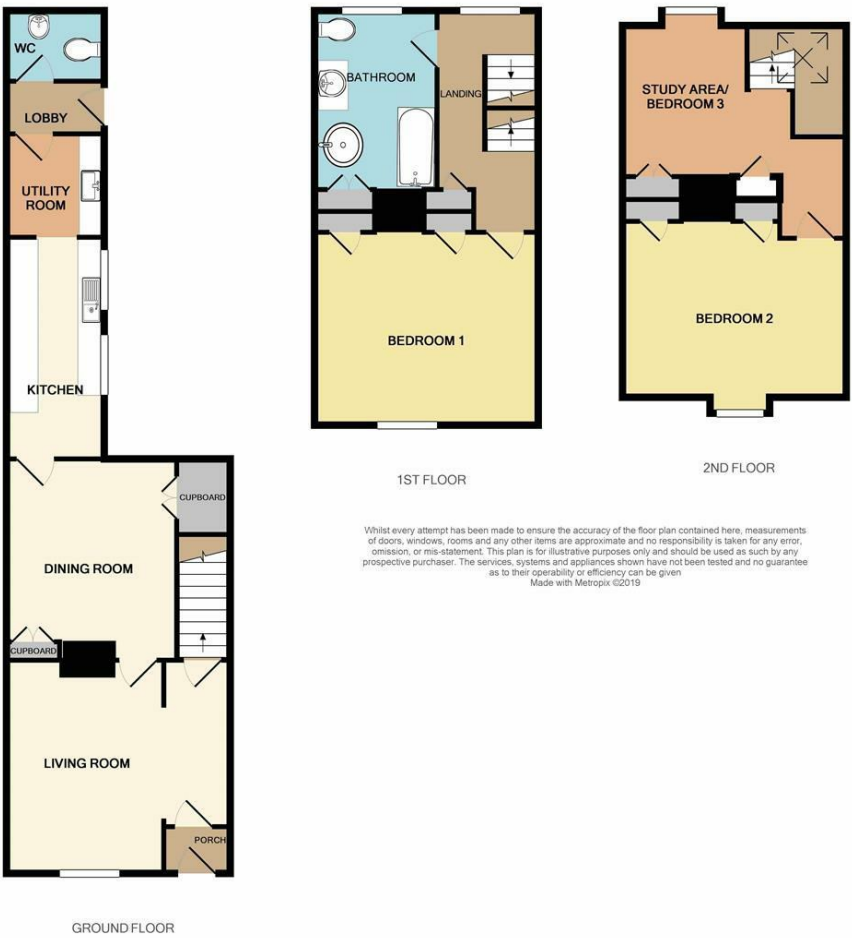 WC
LOBBY
UTILITY
ROOM
KITCHEN
CUPBOARD
DINING ROOM
CUPBOARD
LIVING ROOM
PORCH
GROUND FLOOR
BATHROOM
LANDING
BEDROOM 1
1ST FLOOR
STUDY AREA/
BEDROOM 3
BEDROOM 2
2ND FLOOR
Whilst every attempt has been made to ensure the accuracy of the floor plan contained here, measurements
of doors, windows, rooms and any other items are approximate and no responsibility is taken for any error,
omission, or mis-statement. This plan is for illustrative purposes only and should be used as such by any
prospective purchaser. The services, systems and appliances shown have not been tested and no guarantee
as to their operability or efficiency can be given
Made with Metropix ©2019